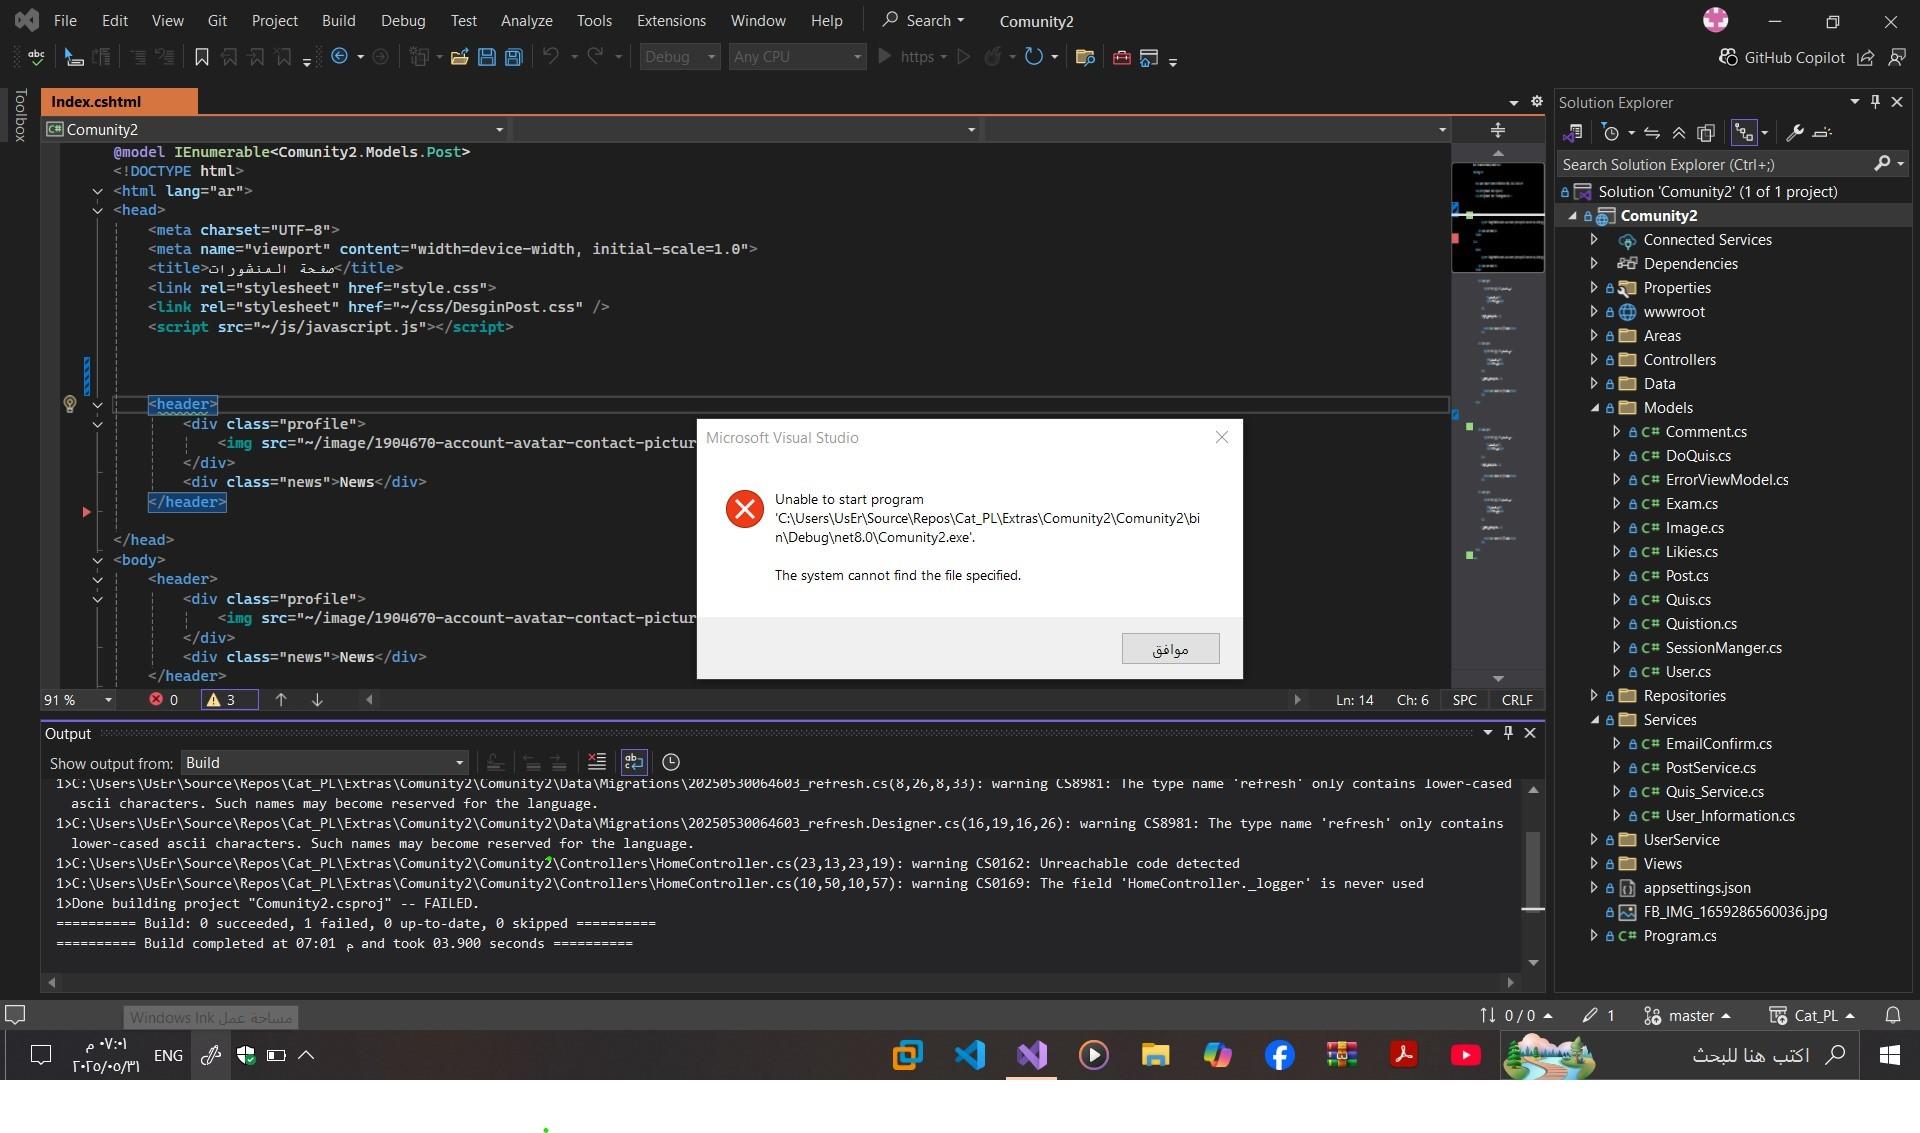 File Edit View Git Project Build Debug Test Analyze Tools Extensions Window Help Search Comunity2
Debug Any CPU https GitHub Copilot
Toolbox
Index.cshtml
Comunity2
@model IEnumerable<Comunity2.Models.Post>
<!DOCTYPE html>
<html lang="ar">
<head>
<meta charset="UTF-8">
<meta name="viewport" content="width=device-width, initial-scale=1.0">
<title>صفحة المنشورات</title>
<link rel="stylesheet" href="style.css">
<link rel="stylesheet" href="~/css/DesginPost.css" />
<script src="~/js/javascript.js"></script>
<header>
<div class="profile">
<img src="~/image/1904670-account-avatar-contact-pictur
</div>
<div class="news">News</div>
</header>
</head>
<body>
<header>
<div class="profile">
<img src="~/image/1904670-account-avatar-contact-pictur
</div>
<div class="news">News</div>
</header>
91 % 0 3 Ln: 14 Ch: 6 SPC CRLF
Microsoft Visual Studio
Unable to start program
'C:\Users\UsEr\Source\Repos\Cat_PL\Extras\Comunity2\Comunity2\bi
n\Debug\net8.0\Comunity2.exe'.
The system cannot find the file specified.
موافق
Output
Show output from: Build
1>C:\Users\UsEr\Source\Repos\Cat_PL\Extras\Comunity2\Comunity2\Data\Migrations\20250530064603_refresh.cs(8,26,8,33): warning CS8981: The type name 'refresh' only contains lower-cased
ascii characters. Such names may become reserved for the language.
1>C:\Users\UsEr\Source\Repos\Cat_PL\Extras\Comunity2\Comunity2\Data\Migrations\20250530064603_refresh.Designer.cs(16,19,16,26): warning CS8981: The type name 'refresh' only contains
lower-cased ascii characters. Such names may become reserved for the language.
1>C:\Users\UsEr\Source\Repos\Cat_PL\Extras\Comunity2\Comunity2\Controllers\HomeController.cs(23,13,23,19): warning CS0162: Unreachable code detected
1>C:\Users\UsEr\Source\Repos\Cat_PL\Extras\Comunity2\Comunity2\Controllers\HomeController.cs(10,50,10,57): warning CS0169: The field 'HomeController._logger' is never used
1>Done building project "Comunity2.csproj" -- FAILED.
========== Build: 0 succeeded, 1 failed, 0 up-to-date, 0 skipped ==========
========== Build completed at 07:01 م and took 03.900 seconds ==========
Solution Explorer
Search Solution Explorer (Ctrl+;)
Solution 'Comunity2' (1 of 1 project)
Comunity2
Connected Services
Dependencies
Properties
wwwroot
Areas
Controllers
Data
Models
C# Comment.cs
C# DoQuis.cs
C# ErrorViewModel.cs
C# Exam.cs
C# Image.cs
C# Likies.cs
C# Post.cs
C# Quis.cs
C# Quistion.cs
C# SessionManger.cs
C# User.cs
Repositories
Services
C# EmailConfirm.cs
C# PostService.cs
C# Quis_Service.cs
C# User_Information.cs
UserService
Views
appsettings.json
FB_IMG_1659286560036.jpg
C# Program.cs
مساحة عمل Windows Ink
0 / 0 1 master Cat_PL
٠٧:٠١ م
٢٠٢٥/٠٥/٣١
ENG
اكتب هنا للبحث